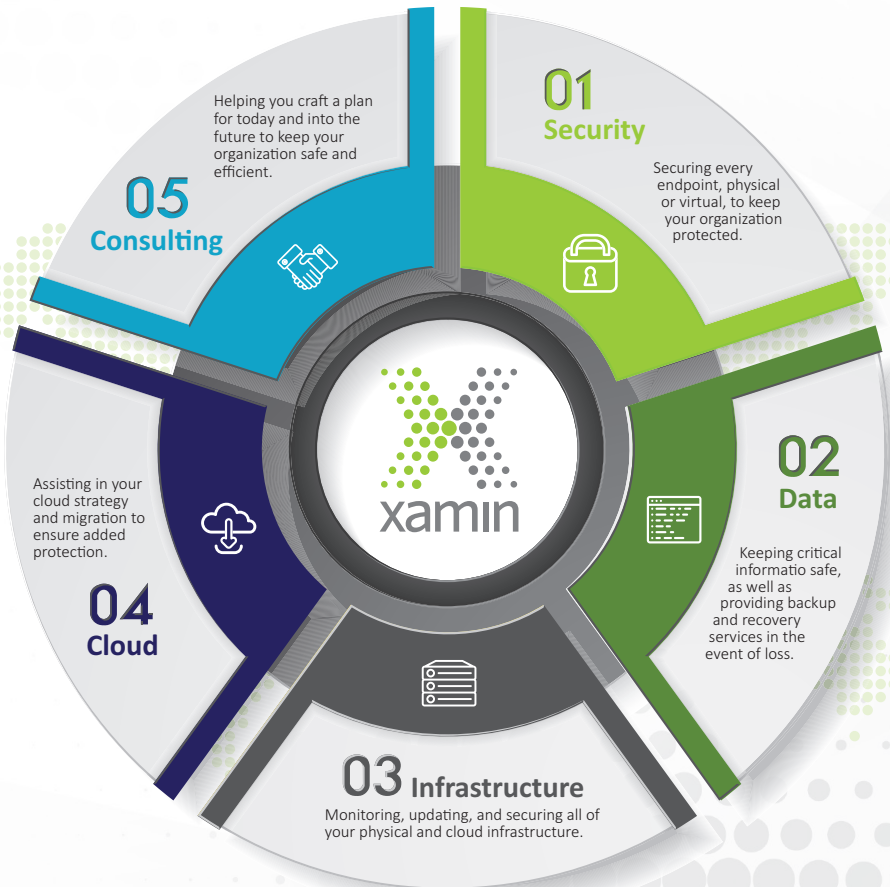 01
Security
Securing every
endpoint, physical
or virtual, to keep
your organization
protected.
02
Data
Keeping critical
informatio safe,
as well as
providing backup
and recovery
services in the
event of loss.
03 Infrastructure
Monitoring, updating, and securing all of
your physical and cloud infrastructure.
Assisting in your
cloud strategy
and migration to
ensure added
protection.
04
Cloud
Helping you craft a plan
for today and into the
future to keep your
organization safe and
efficient.
05
Consulting
xamin